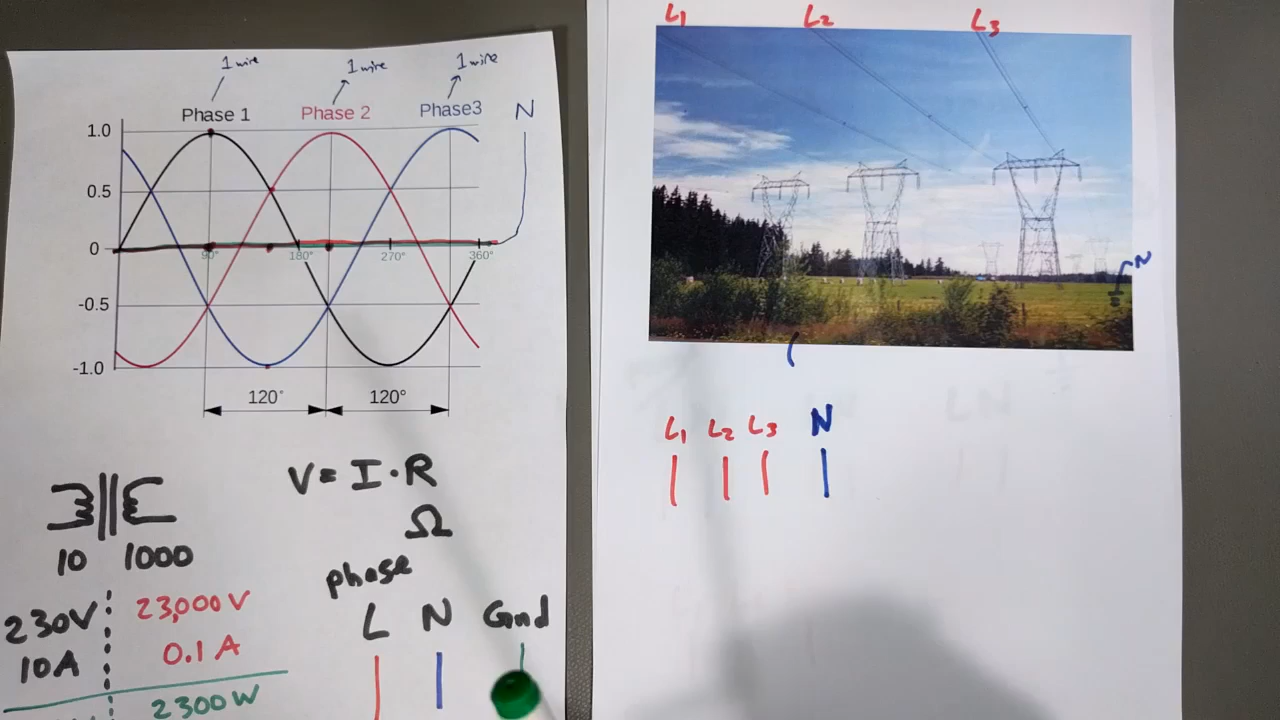 1 wire 1 wire 1 wire
Phase 1 Phase 2 Phase3 N
1.0
0.5
0
90° 180° 270° 360°
-0.5
-1.0
120° 120°
V = I · R
Ω
10 1000
230V 23,000 V
10A 0.1 A
2300 W
phase
L N Gnd
L1 L2 L3
N
L1 L2 L3 N